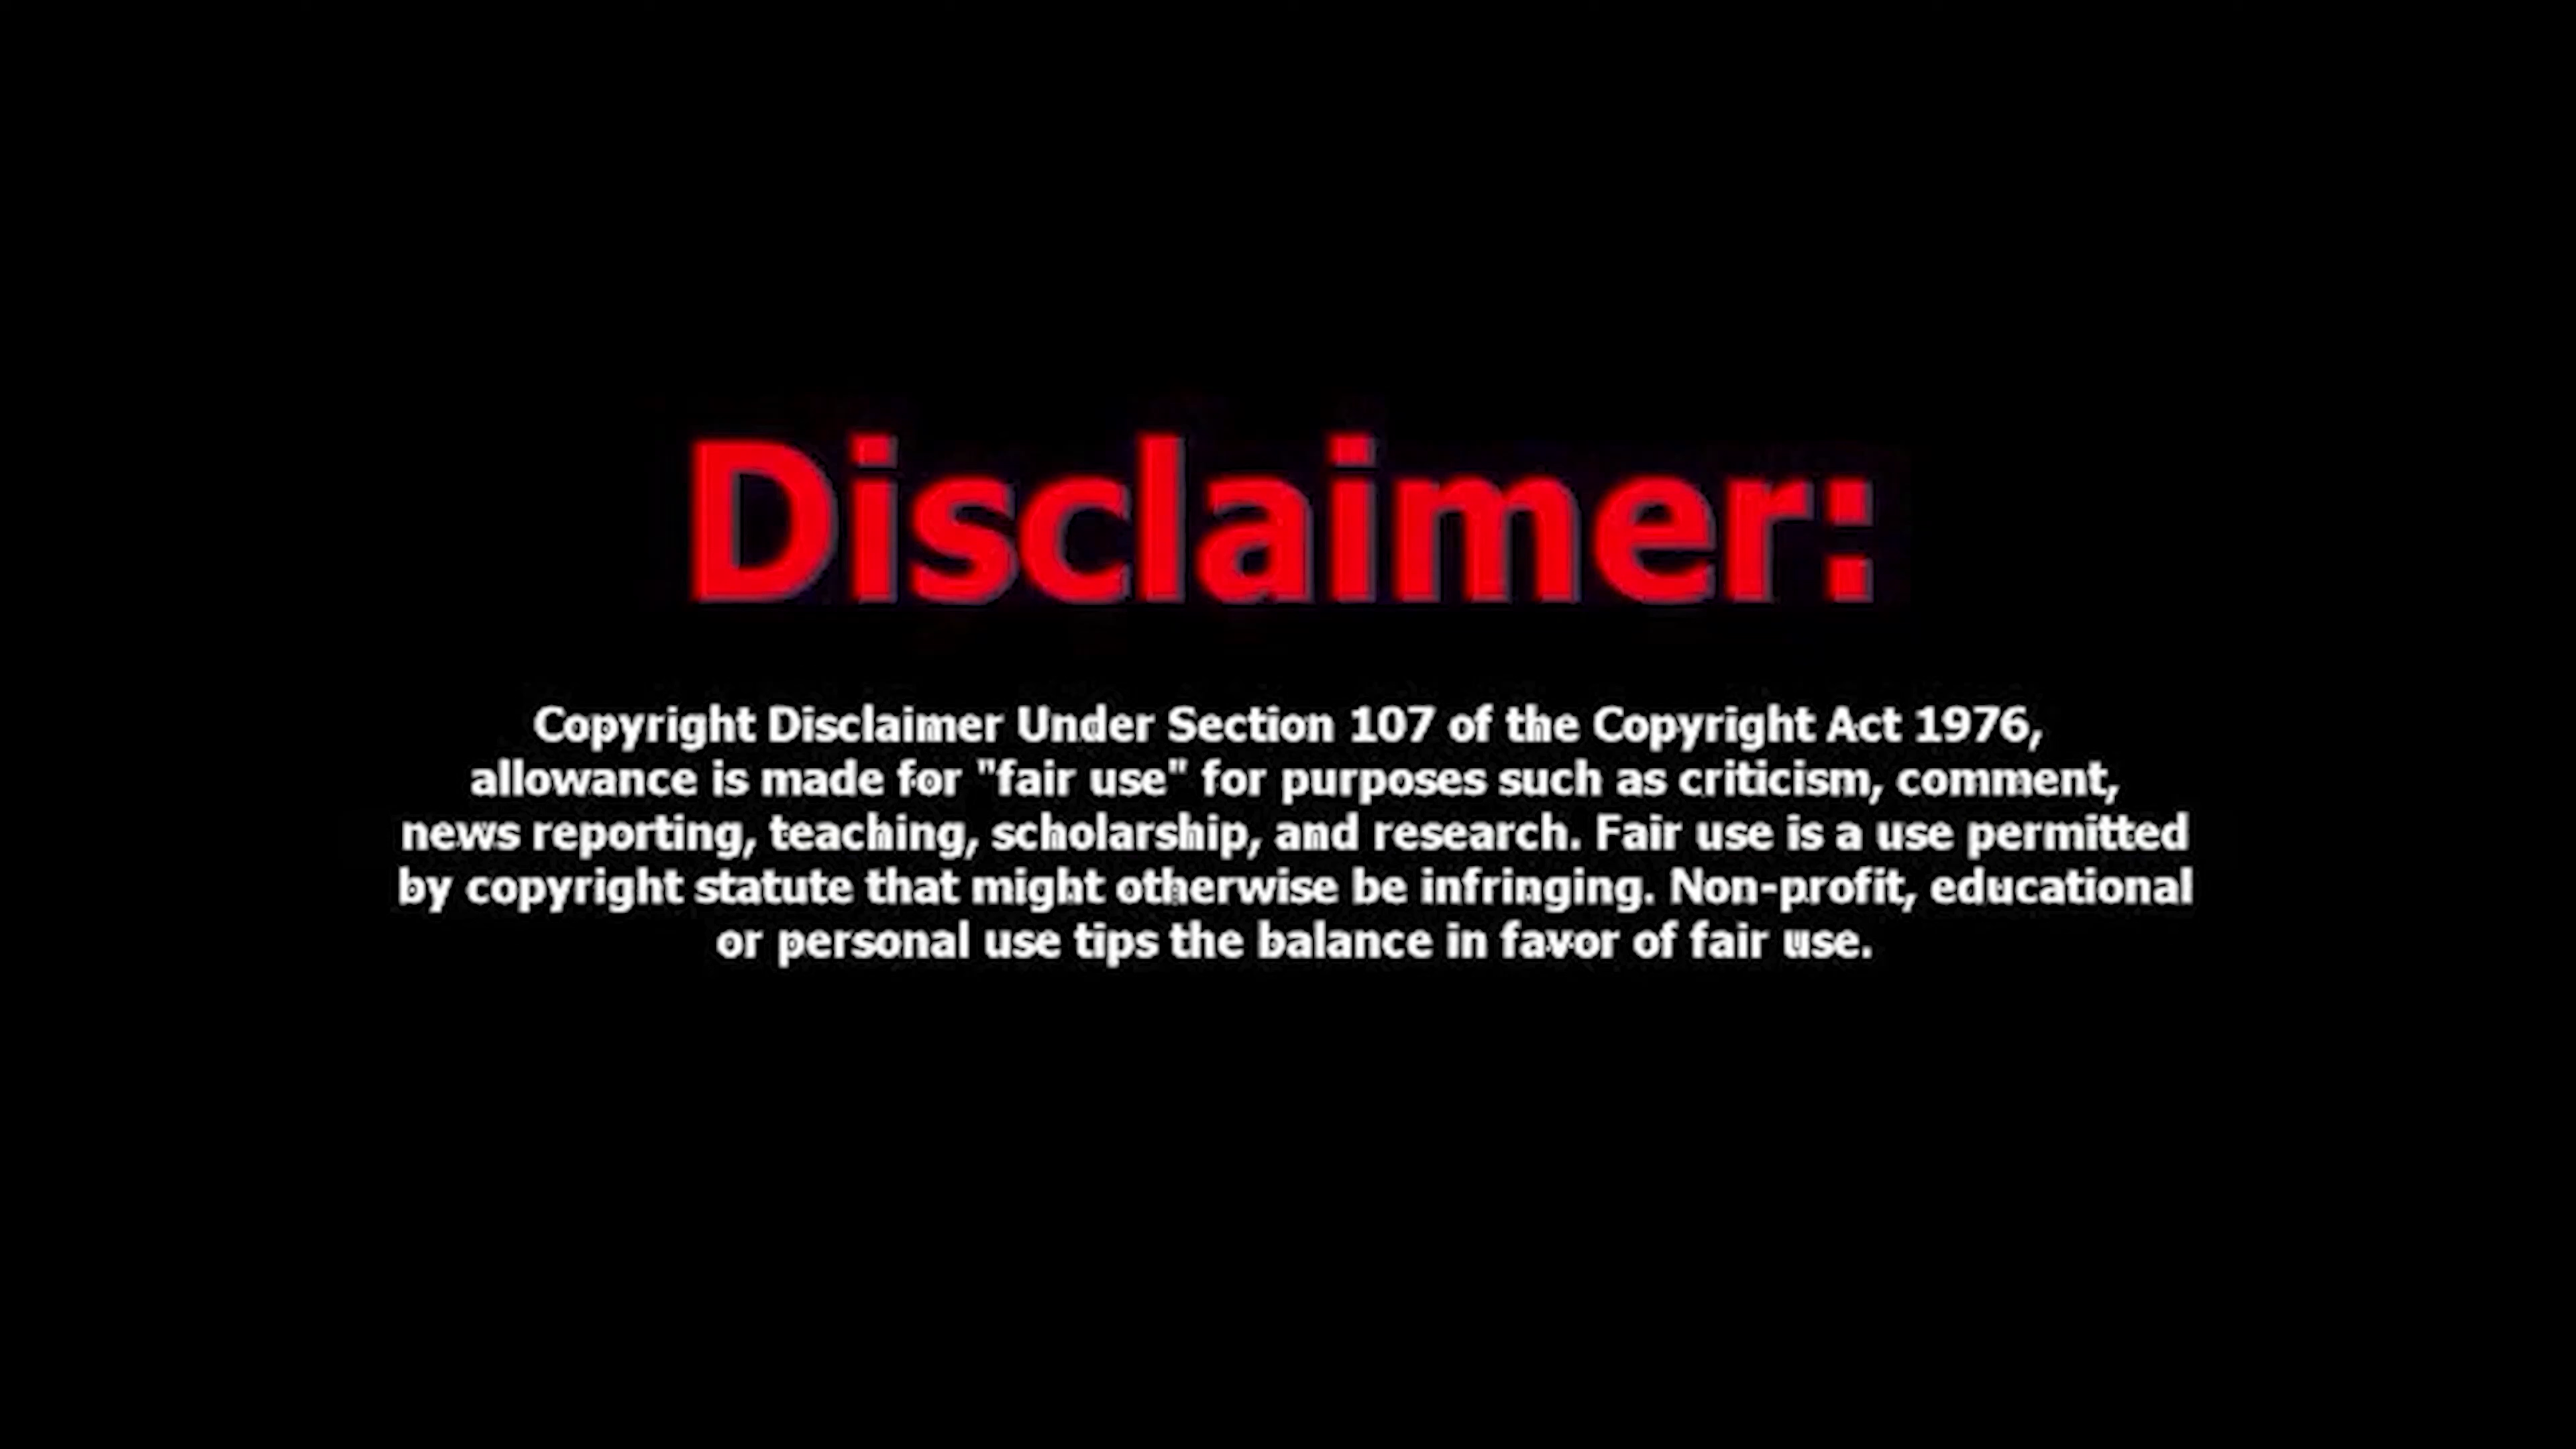 Disclaimer:
Copyright Disclaimer Under Section 107 of the Copyright Act 1976,
allowance is made for "fair use" for purposes such as criticism, comment,
news reporting, teaching, scholarship, and research. Fair use is a use permitted
by copyright statute that might otherwise be infringing. Non-profit, educational
or personal use tips the balance in favor of fair use.